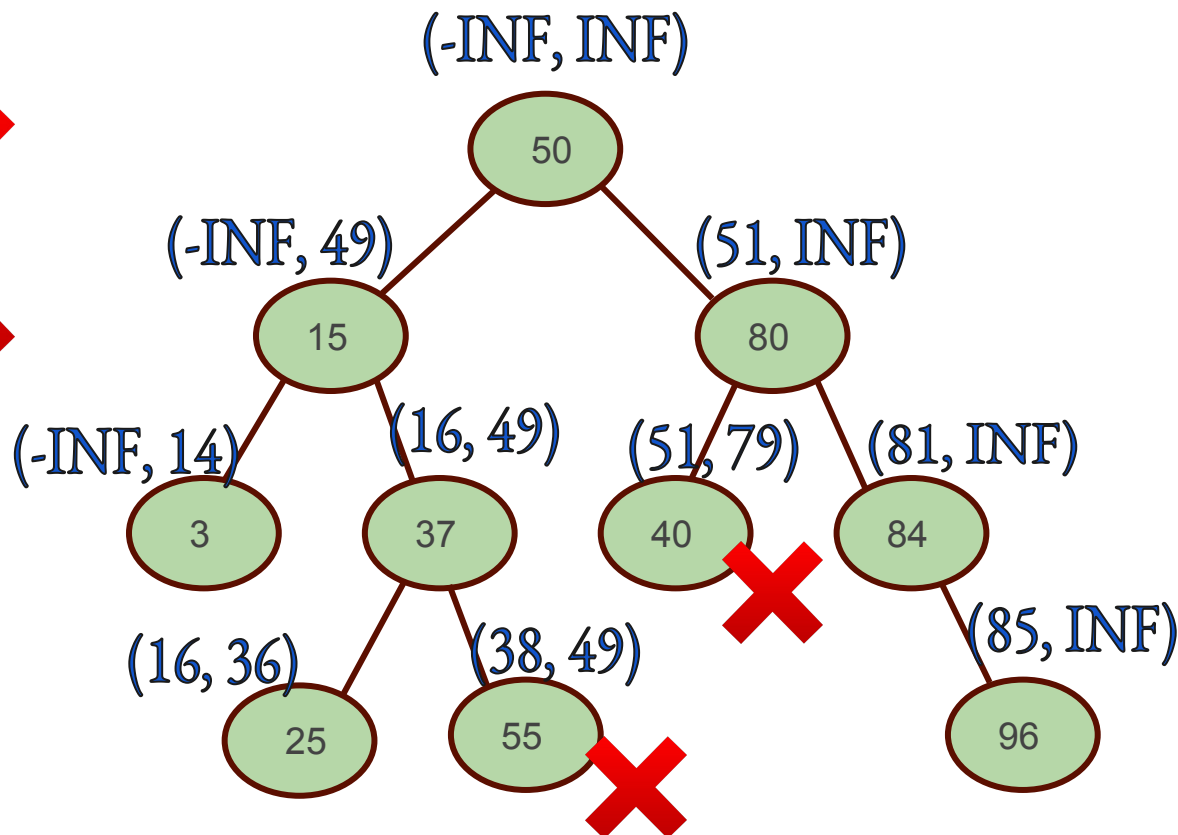 (-INF, INF)
50
(-INF, 49)
(51, INF)
15
80
(-INF, 14)
(16, 49)
(51, 79)
(81, INF)
3
37
40
84
(16, 36)
(38, 49)
(85, INF)
25
55
96